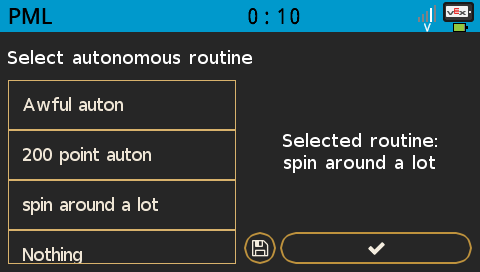 PML
0:10
VEX
V
Select autonomous routine
Awful auton
200 point auton
spin around a lot
Nothing
Selected routine:
spin around a lot